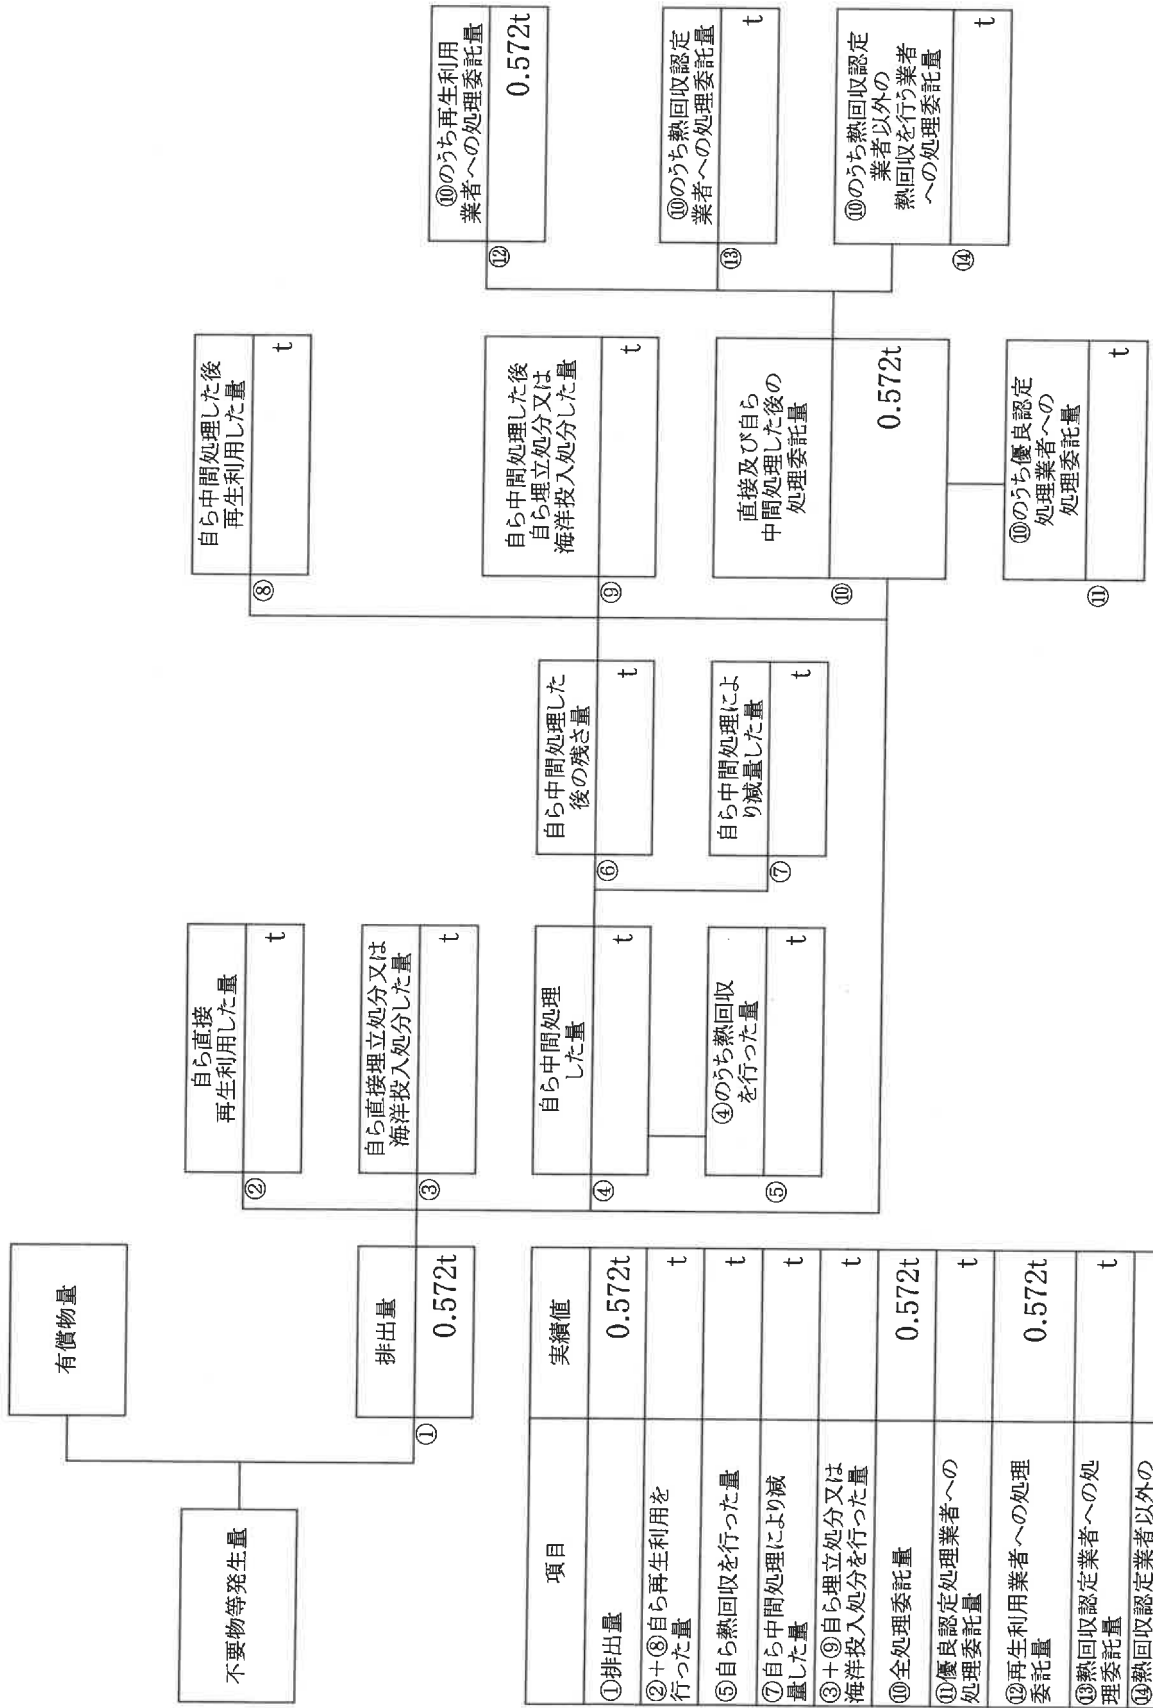 不要物等発生量
有償物量
排出量
①
0.572t
自ら直接
再生利用した量
②
t
自ら直接埋立処分又は
海洋投入処分した量
③
t
自ら中間処理
した量
④
t
④のうち熱回収
を行った量
⑤
t
自ら中間処理した
後の残さ量
⑥
t
自ら中間処理によ
り減量した量
⑦
t
自ら中間処理した後
再生利用した量
⑧
t
自ら中間処理した後
自ら埋立処分又は
海洋投入処分した量
⑨
t
直接及び自ら
中間処理した後の
処理委託量
⑩
0.572t
⑩のうち優良認定
処理業者への
処理委託量
⑪
t
⑩のうち再生利用
業者への処理委託量
⑫
0.572t
⑩のうち熱回収認定
業者への処理委託量
⑬
t
⑩のうち熱回収認定
業者以外の
熱回収を行う業者
への処理委託量
⑭
t
項目 実績値
①排出量 0.572t
②+⑧自ら再生利用を
行った量 t
⑤自ら熱回収を行った量 t
⑦自ら中間処理により減
量した量 t
③+⑨自ら埋立処分又は
海洋投入処分を行った量 t
⑩全処理委託量 0.572t
⑪優良認定処理業者への
処理委託量 t
⑫再生利用業者への処理
委託量 0.572t
⑬熱回収認定業者への処
理委託量 t
⑭熱回収認定業者以外の